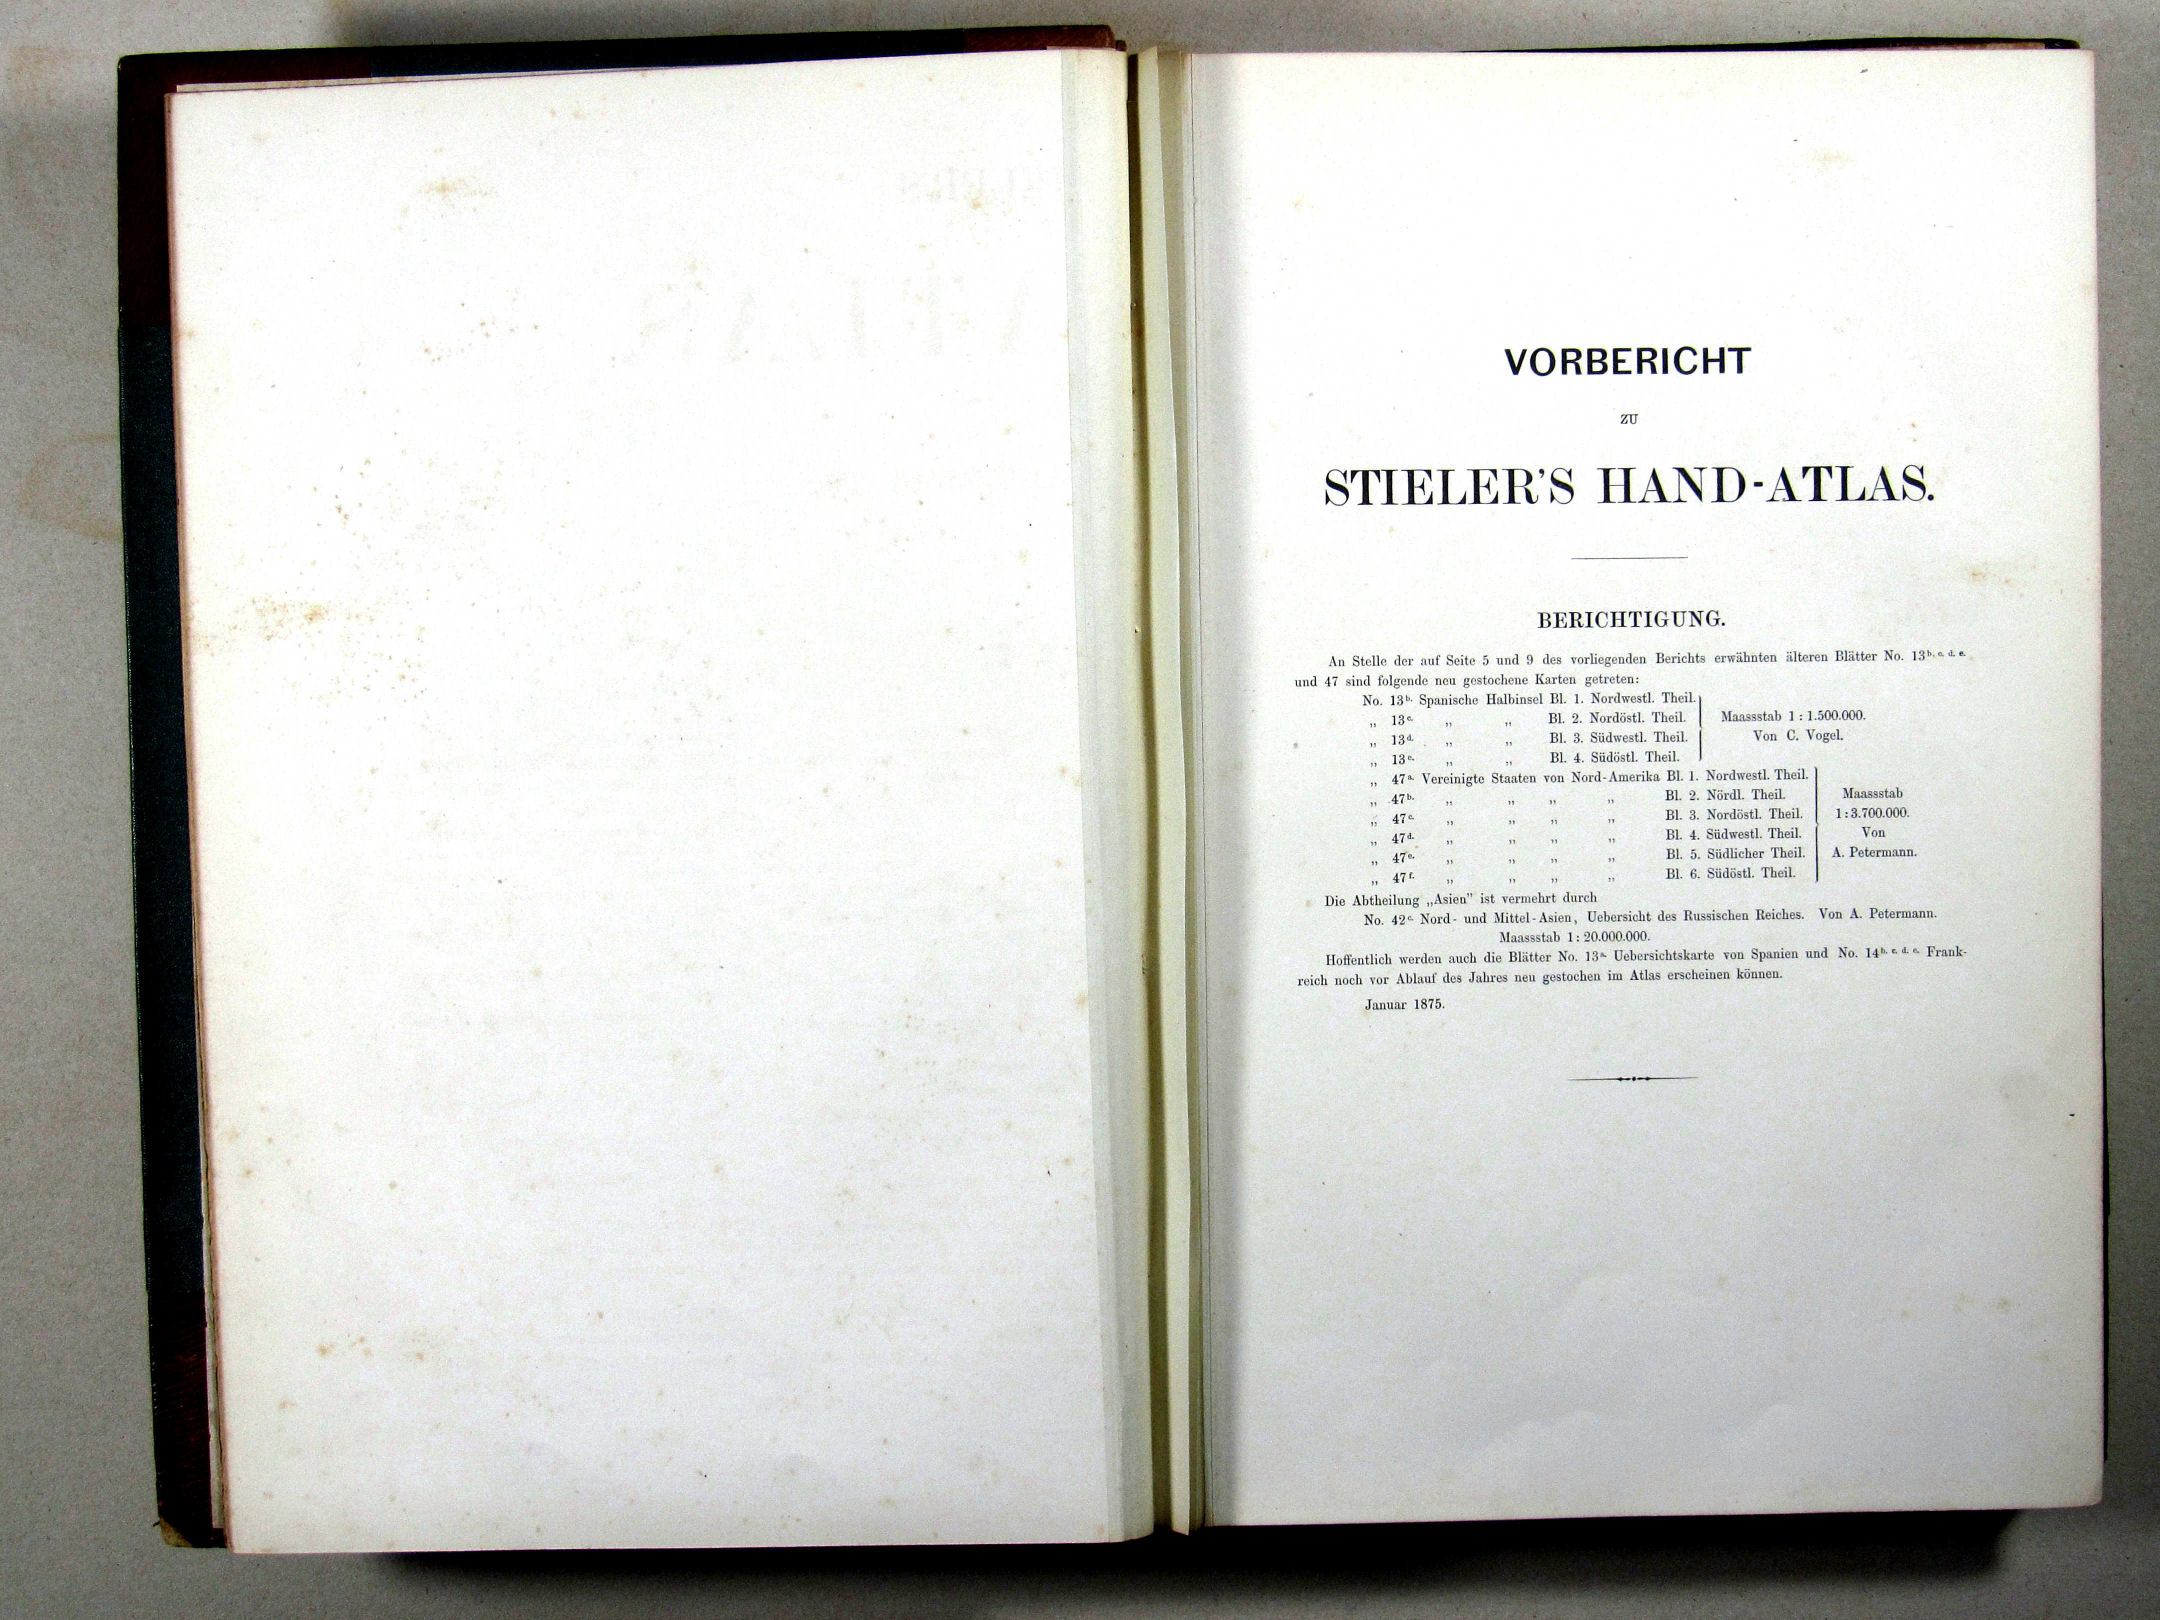 VORBERICHT
ZU
STIELER'S HAND-ATLAS.
BERICHTIGUNG.
An Stelle der auf Seite 5 und 9 des vorliegenden Berichts erwähnten älteren Blätter No. 13b. c. d. e.
und 47 sind folgende neu gestochene Karten getreten:
No. 13b. Spanische Halbinsel Bl. 1. Nordwestl. Theil.
„ 13c. „ „ Bl. 2. Nordöstl. Theil. Maassstab 1 : 1.500.000.
„ 13d. „ „ Bl. 3. Südwestl. Theil. Von C. Vogel.
„ 13e. „ „ Bl. 4. Südöstl. Theil.
„ 47a. Vereinigte Staaten von Nord-Amerika Bl. 1. Nordwestl. Theil.
„ 47b. „ „ „ „ Bl. 2. Nördl. Theil. Maassstab
„ 47c. „ „ „ „ Bl. 3. Nordöstl. Theil. 1:3.700.000.
„ 47d. „ „ „ „ Bl. 4. Südwestl. Theil. Von
„ 47e. „ „ „ „ Bl. 5. Südlicher Theil. A. Petermann.
„ 47f. „ „ „ „ Bl. 6. Südöstl. Theil.
Die Abtheilung „Asien" ist vermehrt durch
No. 42c. Nord- und Mittel-Asien, Uebersicht des Russischen Reiches. Von A. Petermann.
Maassstab 1 : 20.000.000.
Hoffentlich werden auch die Blätter No. 13a. Uebersichtskarte von Spanien und No. 14b. c. d. e. Frank-
reich noch vor Ablauf des Jahres neu gestochen im Atlas erscheinen können.
Januar 1875.